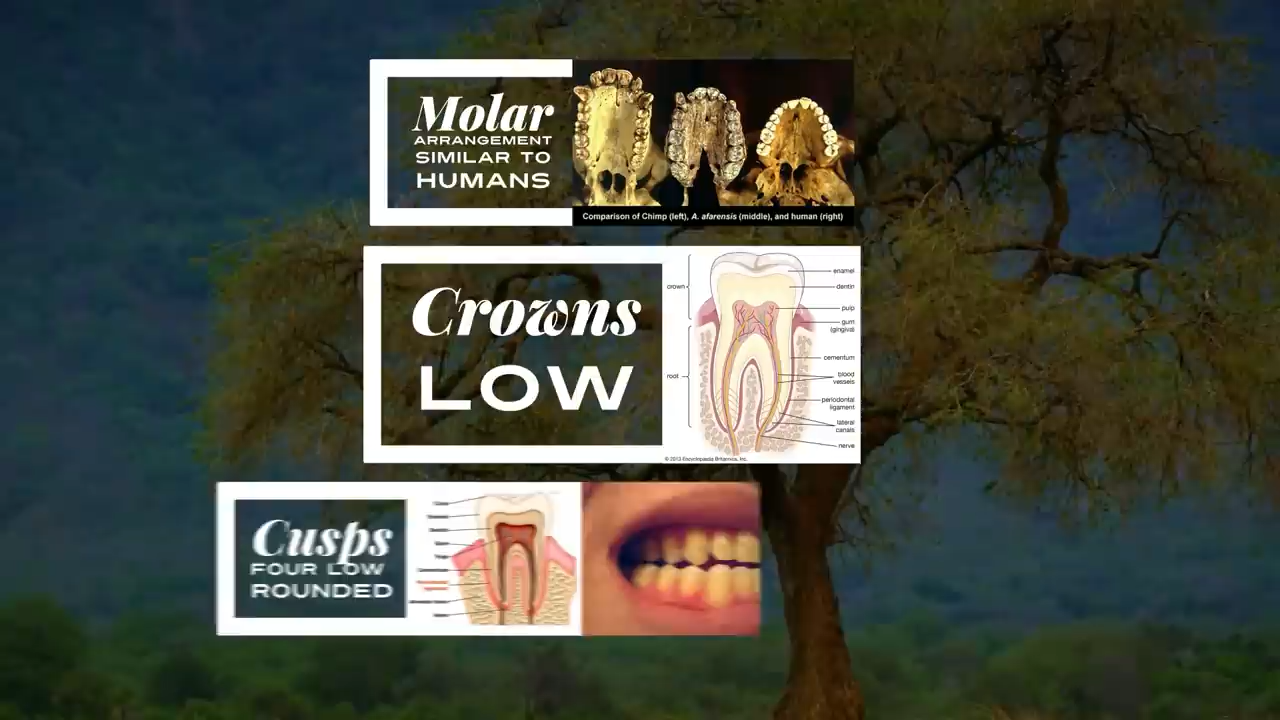 Molar
ARRANGEMENT
SIMILAR TO
HUMANS
Comparison of Chimp (left), A. afarensis (middle), and human (right)
Crowns
LOW
crown
root
enamel
dentin
pulp
gum
(gingiva)
cementum
blood
vessels
periodontal
ligament
lateral
canals
nerve
© 2013 Encyclopædia Britannica, Inc.
Cusps
FOUR LOW
ROUNDED